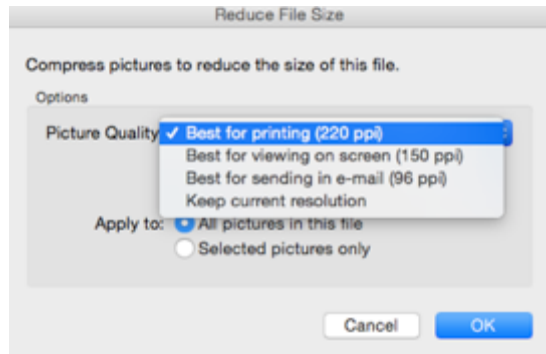 Reduce File Size
Compress pictures to reduce the size of this file.
Options
Picture Quality ✓ Best for printing (220 ppi)
Best for viewing on screen (150 ppi)
Best for sending in e-mail (96 ppi)
Keep current resolution
Apply to: All pictures in this file
Selected pictures only
Cancel OK